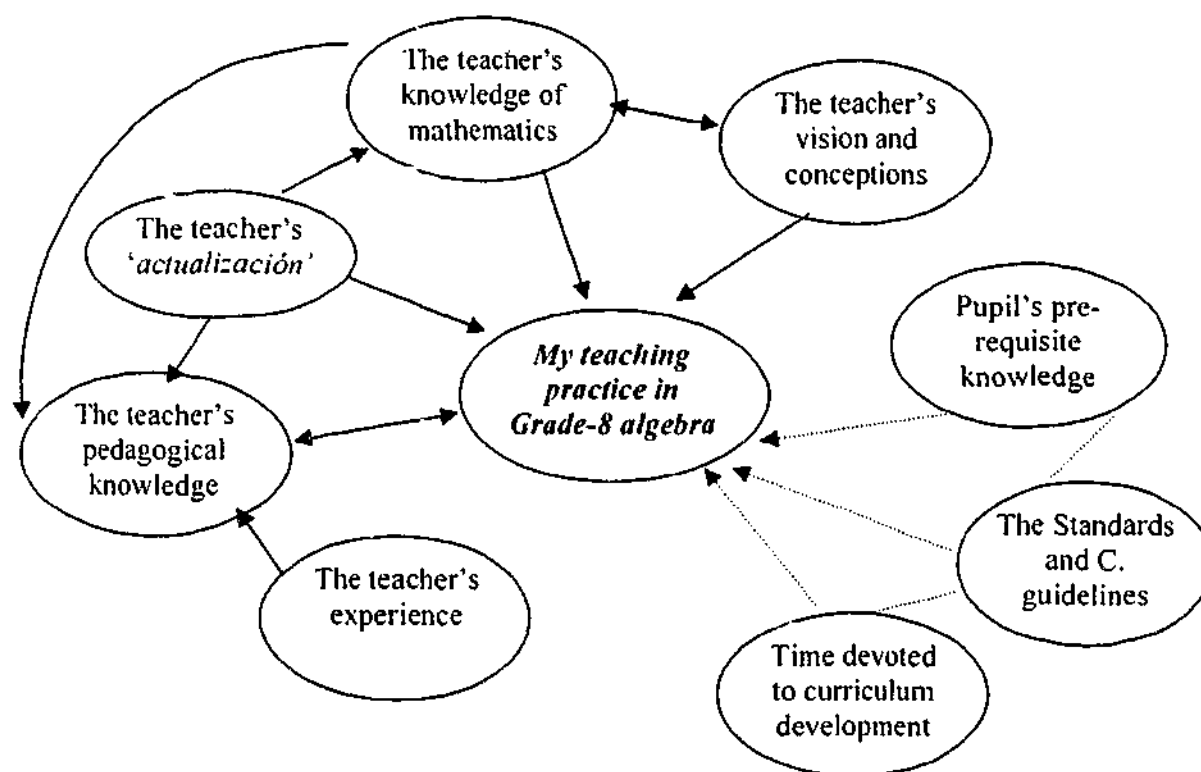 The teacher's
knowledge of
mathematics
The teacher's
vision and
conceptions
The teacher's
'actualización'
My teaching
practice in
Grade-8 algebra
Pupil's pre-
requisite
knowledge
The teacher's
pedagogical
knowledge
The Standards
and C.
guidelines
The teacher's
experience
Time devoted
to curriculum
development